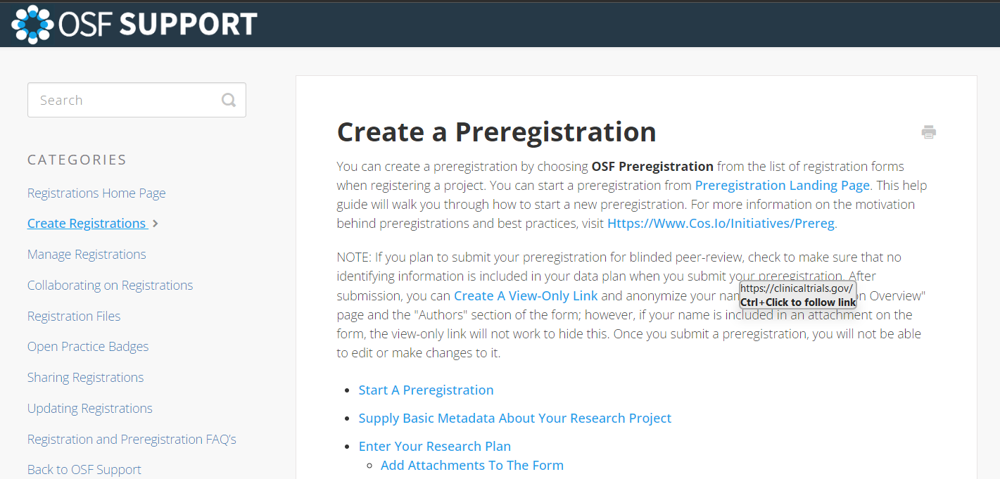 OSF SUPPORT
Search
CATEGORIES
Registrations Home Page
Create Registrations
Manage Registrations
Collaborating on Registrations
Registration Files
Open Practice Badges
Sharing Registrations
Updating Registrations
Registration and Preregistration FAQ’s
Back to OSF Support
Create a Preregistration
You can create a preregistration by choosing OSF Preregistration from the list of registration forms
when registering a project. You can start a preregistration from Preregistration Landing Page. This help
guide will walk you through how to start a new preregistration. For more information on the motivation
behind preregistrations and best practices, visit Https://Www.Cos.Io/Initiatives/Prereg.
NOTE: If you plan to submit your preregistration for blinded peer-review, check to make sure that no
identifying information is included in your data plan when you submit your preregistration. After
submission, you can Create A View-Only Link and anonymize your Overview"
page and the "Authors" section of the form; however, if your name is included in an attachment on the
form, the view-only link will not work to hide this. Once you submit a preregistration, you will not be able
to edit or make changes to it.
https://clinicaltrials.gov/
Ctrl+Click to follow link
Start A Preregistration
Supply Basic Metadata About Your Research Project
Enter Your Research Plan
Add Attachments To The Form